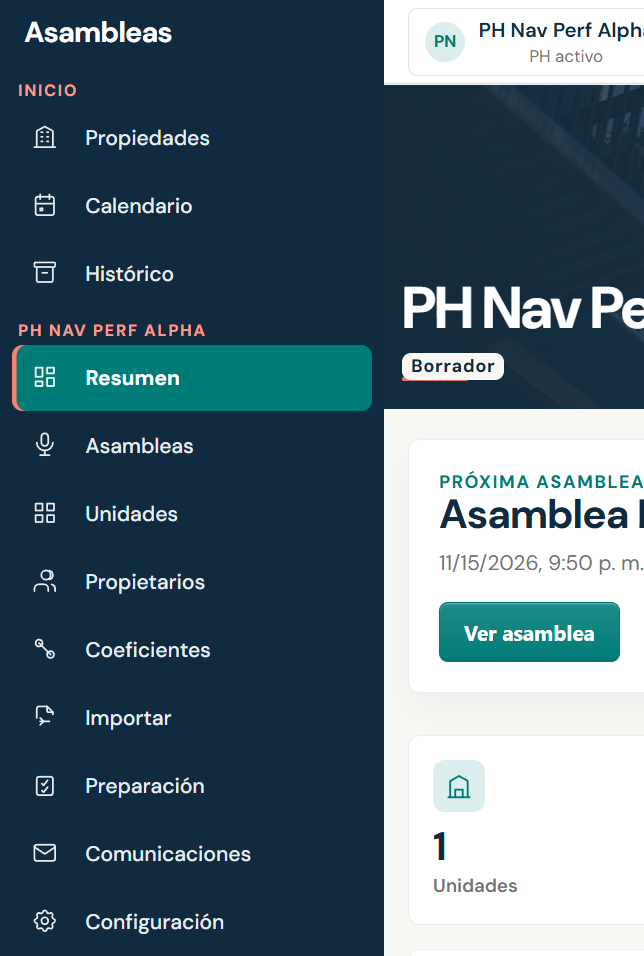 Asambleas
INICIO
Propiedades
Calendario
Histórico
PH NAV PERF ALPHA
Resumen
Asambleas
Unidades
Propietarios
Coeficientes
Importar
Preparación
Comunicaciones
Configuración
PN
PH Nav Perf Alpha
PH activo
PH Nav Pe
Borrador
PRÓXIMA ASAMBLEA
Asamblea
11/15/2026, 9:50 p. m.
Ver asamblea
1
Unidades